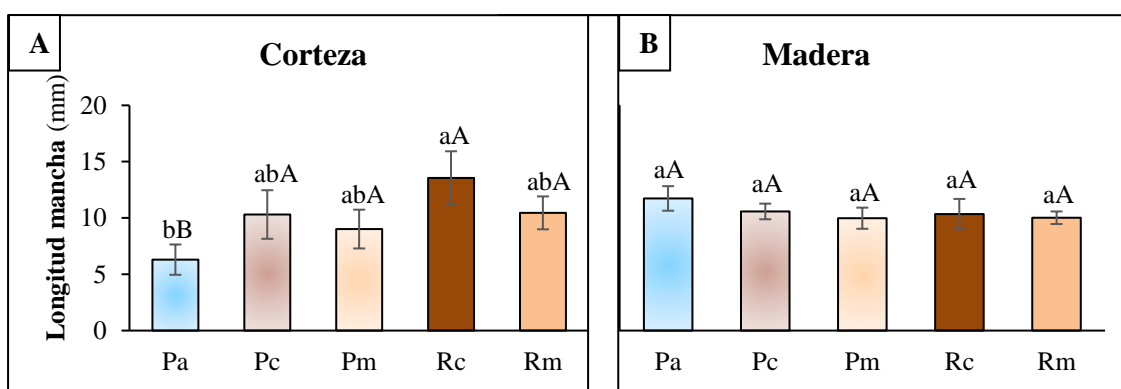 A
Corteza
Longitud mancha (mm)
20
15
10
5
0
bB
abA
abA
aA
abA
Pa
Pc
Pm
Rc
Rm
B
Madera
aA
aA
aA
aA
aA
Pa
Pc
Pm
Rc
Rm